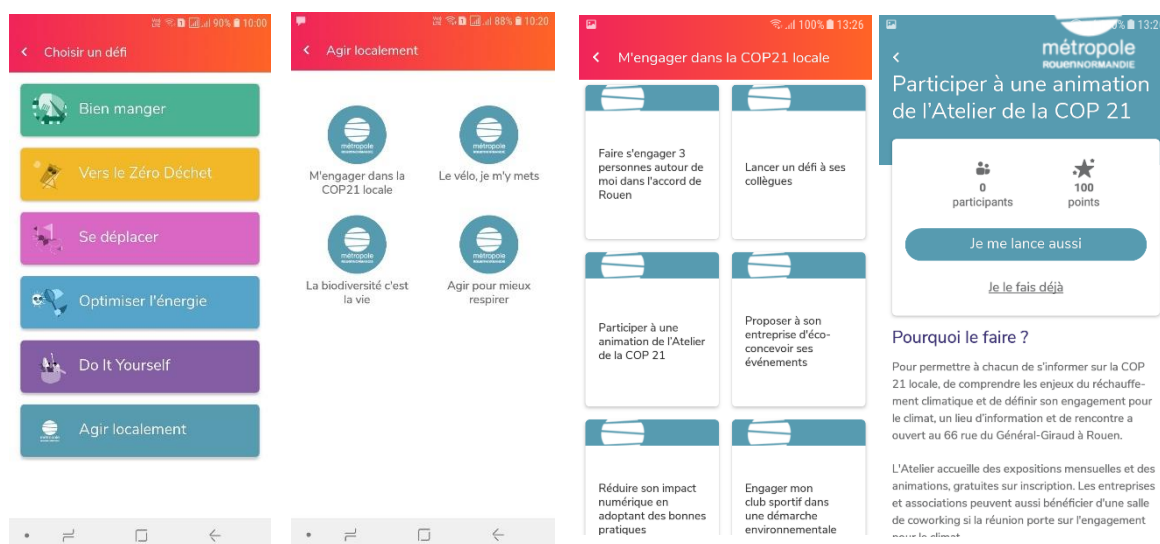 90% 10:00
Choisir un défi
Bien manger
Vers le Zéro Déchet
Se déplacer
Optimiser l'énergie
Do It Yourself
Agir localement
88% 10:20
Agir localement
métropole
métropole
M'engager dans la
COP21 locale
Le vélo, je m'y mets
métropole
métropole
La biodiversité c'est
la vie
Agir pour mieux
respirer
100% 13:26
M'engager dans la COP21 locale
Faire s'engager 3
personnes autour de
moi dans l'accord de
Rouen
Lancer un défi à ses
collègues
Participer à une
animation de l'Atelier
de la COP 21
Proposer à son
entreprise d'éco-
concevoir ses
événements
Réduire son impact
numérique en
adoptant des bonnes
pratiques
Engager mon
club sportif dans
une démarche
environnementale
métropole
ROUENNORMANDIE
Participer à une animation
de l'Atelier de la COP 21
0
participants
100
points
Je me lance aussi
Je le fais déjà
Pourquoi le faire ?
Pour permettre à chacun de s'informer sur la COP
21 locale, de comprendre les enjeux du réchauffe-
ment climatique et de définir son engagement pour
le climat, un lieu d'information et de rencontre a
ouvert au 66 rue du Général-Giraud à Rouen.
L'Atelier accueille des expositions mensuelles et des
animations, gratuites sur inscription. Les entreprises
et associations peuvent aussi bénéficier d'une salle
de coworking si la réunion porte sur l'engagement
pour le climat